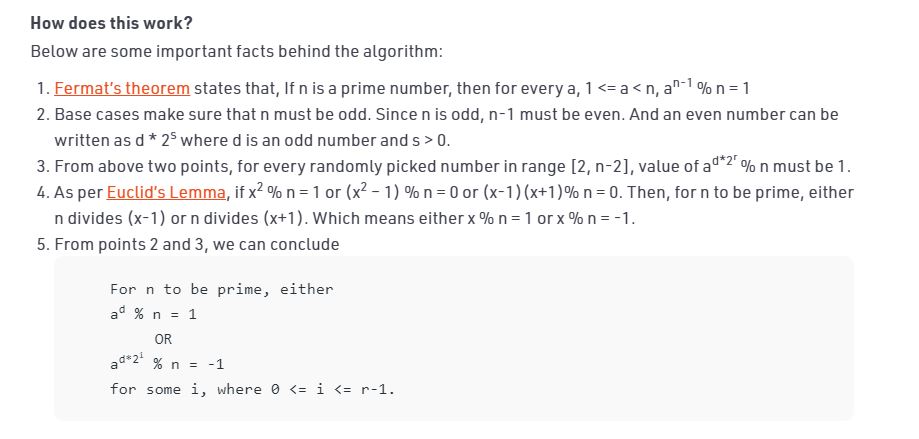 How does this work?
Below are some important facts behind the algorithm:
1. Fermat's theorem states that, If n is a prime number, then for every a, 1 <= a < n, aⁿ⁻¹ % n = 1
2. Base cases make sure that n must be odd. Since n is odd, n-1 must be even. And an even number can be
written as d * 2ˢ where d is an odd number and s > 0.
3. From above two points, for every randomly picked number in range [2, n-2], value of a^d*2^r % n must be 1.
4. As per Euclid's Lemma, if x² % n = 1 or (x² – 1) % n = 0 or (x-1)(x+1)% n = 0. Then, for n to be prime, either
n divides (x-1) or n divides (x+1). Which means either x % n = 1 or x % n = -1.
5. From points 2 and 3, we can conclude
For n to be prime, either
aᵈ % n = 1
OR
a^d*2^i % n = -1
for some i, where 0 <= i <= r-1.